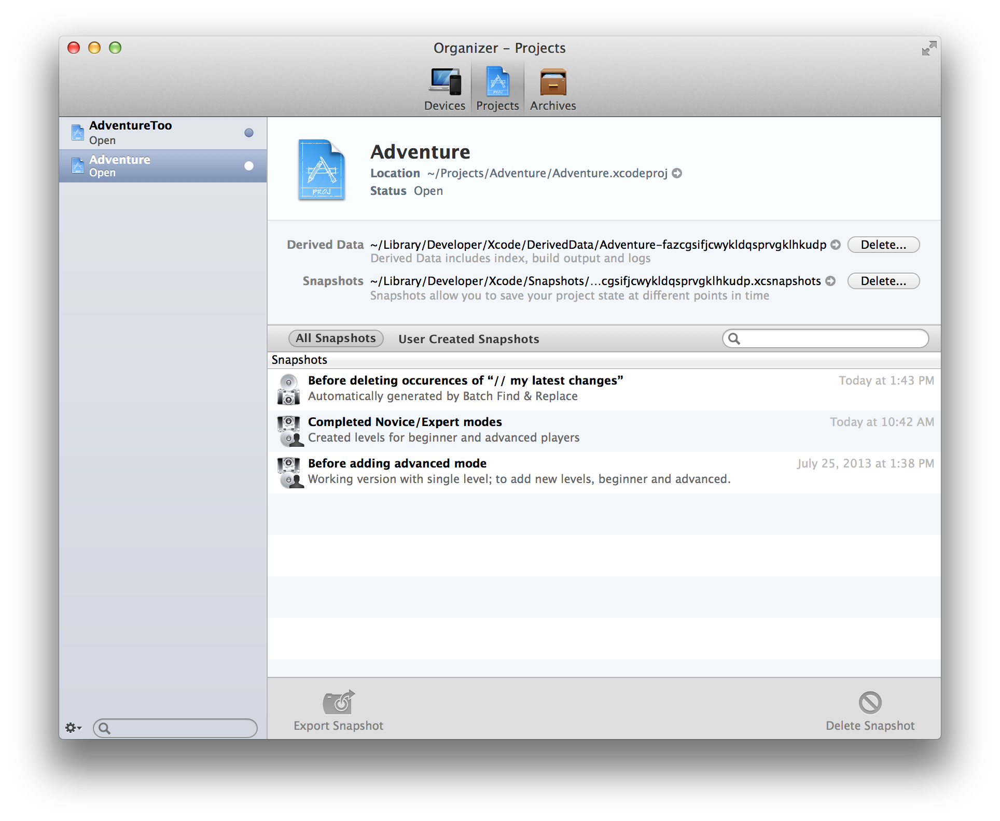 Organizer – Projects
Devices
Projects
Archives
AdventureToo
Open
Adventure
Open
PROJ
Adventure
Location ~/Projects/Adventure/Adventure.xcodeproj
Status Open
Derived Data ~/Library/Developer/Xcode/DerivedData/Adventure-fazcgsifjcwykldqsprvgklhkudp Delete...
Derived Data includes index, build output and logs
Snapshots ~/Library/Developer/Xcode/Snapshots/...cgsifjcwykldqsprvgklhkudp.xcsnapshots Delete...
Snapshots allow you to save your project state at different points in time
All Snapshots User Created Snapshots
Snapshots
Before deleting occurences of “// my latest changes” Today at 1:43 PM
Automatically generated by Batch Find & Replace
Completed Novice/Expert modes Today at 10:42 AM
Created levels for beginner and advanced players
Before adding advanced mode July 25, 2013 at 1:38 PM
Working version with single level; to add new levels, beginner and advanced.
Export Snapshot
Delete Snapshot